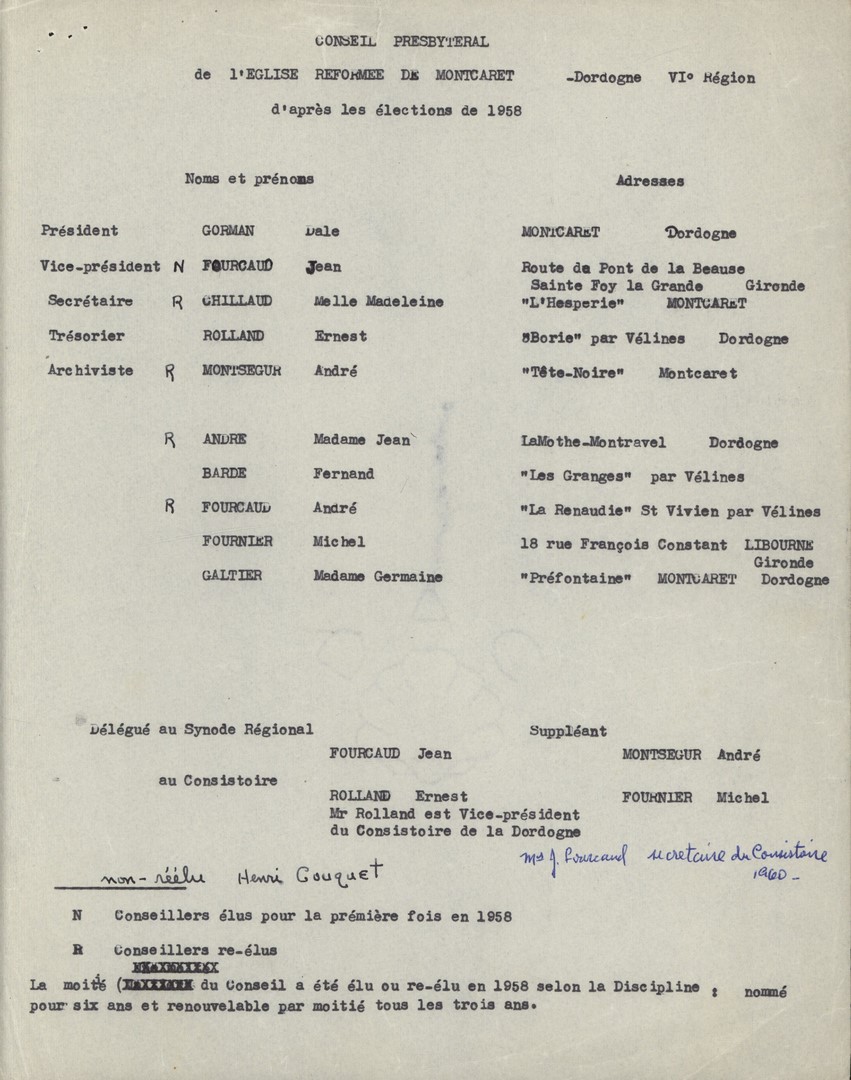 CONSEIL PRESBYTERAL
de l'EGLISE REFORMEE DE MONTCARET -Dordogne VI° Région
d'après les élections de 1958
Noms et prénoms Adresses
Président GORMAN Dale MONTCARET Dordogne
Vice-président N FOURCAUD Jean Route de Pont de la Beause
Sainte Foy la Grande Gironde
Secrétaire R CHILLAUD Melle Madeleine "L'Hesperie" MONTCARET
Trésorier ROLLAND Ernest "Borie" par Vélines Dordogne
Archiviste R MONTSEGUR André "Tête-Noire" Montcaret
R ANDRE Madame Jean LaMothe-Montravel Dordogne
BARDE Fernand "Les Granges" par Vélines
R FOURCAUD André "La Renaudie" St Vivien par Vélines
FOURNIER Michel 18 rue François Constant LIBOURNE
Gironde
GALTIER Madame Germaine "Préfontaine" MONTCARET Dordogne
Délégué au Synode Régional Suppléant
FOURCAUD Jean MONTSEGUR André
au Consistoire
ROLLAND Ernest FOURNIER Michel
Mr Rolland est Vice-président
du Consistoire de la Dordogne
J. Fourcaud secretaire du Consistoire
1960 -
non-réélu Henri Gouquet
N Conseillers élus pour la prémière fois en 1958
R Conseillers re-élus
La moité ( du Conseil a été élu ou re-élu en 1958 selon la Discipline : nommé
pour six ans et renouvelable par moitié tous les trois ans.